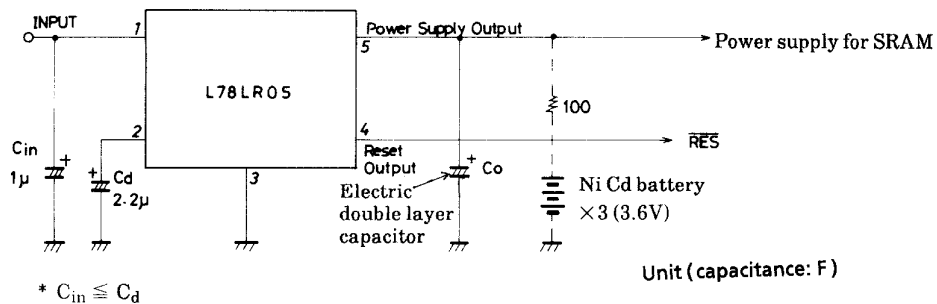 INPUT
1
5
Power Supply Output
Power supply for SRAM
L78LR05
100
2
4
Reset
Output
RES
Cin
1μ
+
Cd
2.2μ
+
3
+
Co
Electric
double layer
capacitor
Ni Cd battery
×3 (3.6V)
Unit (capacitance: F)
* Cin ≦ Cd